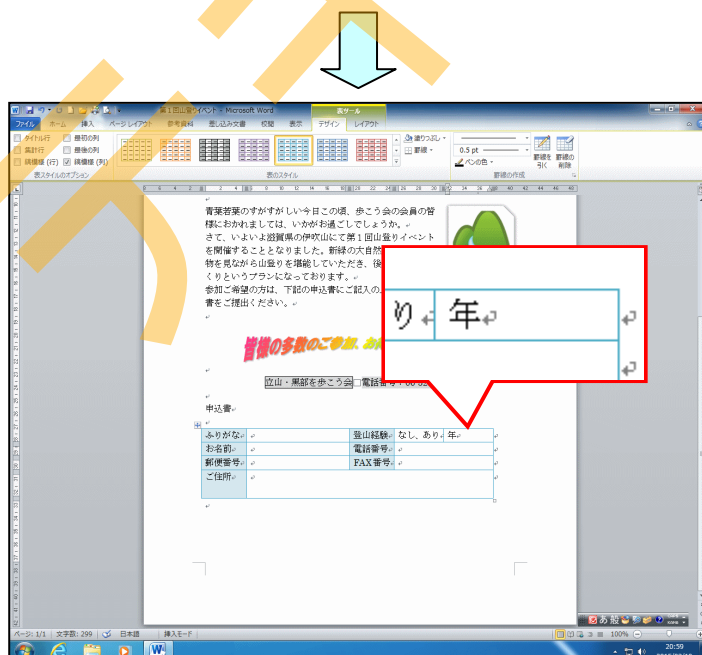 第1回山登りイベント - Microsoft Word
表ツール
ファイル ホーム 挿入 ページ レイアウト 参考資料 差し込み文書 校閲 表示 デザイン レイアウト
タイトル行 最初の列
集計行 最後の列
縞模様 (行) 縞模様 (列)
表スタイルのオプション
表のスタイル
塗りつぶし
罫線
0.5 pt
ペンの色
罫線を引く
罫線の削除
罫線の作成
青葉若葉のすがすがしい今日この頃、歩こう会の会員の皆
様におかれましては、いかがお過ごしでしょうか。
さて、いよいよ滋賀県の伊吹山にて第1回山登りイベント
を開催することとなりました。新緑の大自然
物を見ながら山登りを堪能していただき、後
くりというプランになっております。
参加ご希望の方は、下記の申込書にご記入の
書をご提出ください。
り 年
皆様の多数のご参加、お
立山・黒部を歩こう会□電話番号
申込書
ふりがな 登山経験 なし、あり 年
お名前 電話番号
郵便番号 FAX 番号
ご住所
ページ: 1/1 文字数: 299 日本語 挿入モード 100%
あ 般
20:59